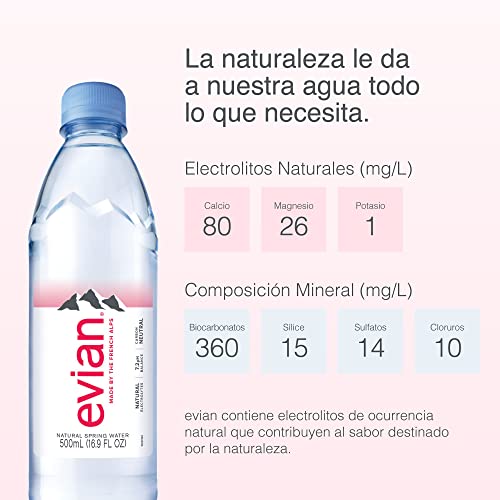 La naturaleza le da
a nuestra agua todo
lo que necesita.
Electrolitos Naturales (mg/L)
Calcio
80
Magnesio
26
Potasio
1
Composición Mineral (mg/L)
Bicarbonatos
360
Silice
15
Sulfatos
14
Cloruros
10
evian contiene electrolitos de ocurrencia
natural que contribuyen al sabor destinado
por la naturaleza.
evian®
MADE BY THE FRENCH ALPS
NATURAL
ELECTROLYTES
7.2 pH
BALANCE
CARBON
NEUTRAL
NATURAL SPRING WATER
500mL (16.9 FL OZ)